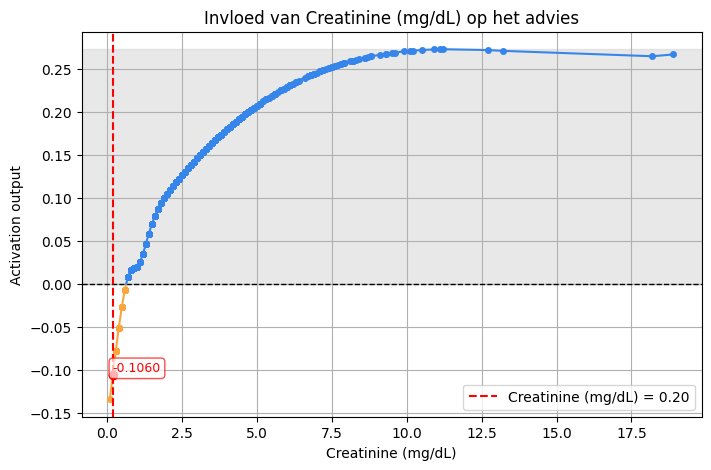 Invloed van Creatinine (mg/dL) op het advies
Activation output
0.25
0.20
0.15
0.10
0.05
0.00
−0.05
−0.10
−0.15
-0.1060
Creatinine (mg/dL) = 0.20
0.0 2.5 5.0 7.5 10.0 12.5 15.0 17.5
Creatinine (mg/dL)